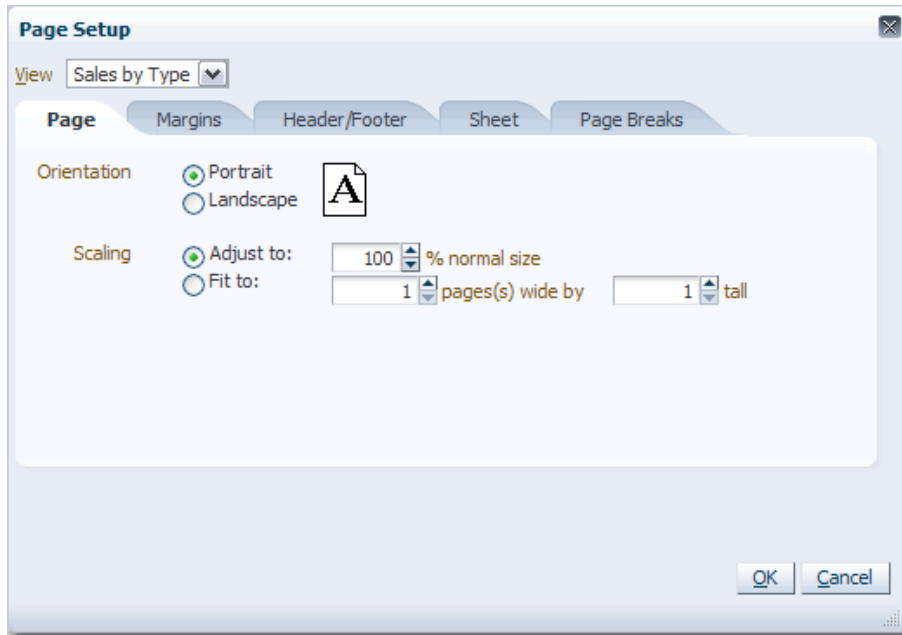 Page Setup
View Sales by Type
Page Margins Header/Footer Sheet Page Breaks
Orientation Portrait
Landscape
A
Scaling Adjust to: 100 % normal size
Fit to: 1 pages(s) wide by 1 tall
OK Cancel